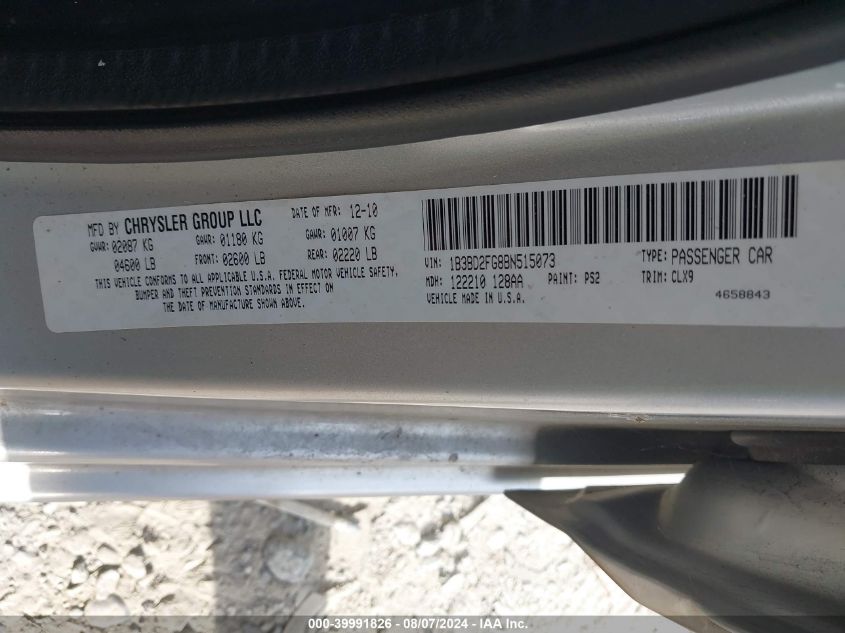 MFD BY CHRYSLER GROUP LLC DATE OF MFR: 12-10
GVWR: 02087 KG GAWR: 01180 KG GAWR: 01007 KG
04600 LB FRONT: 02600 LB REAR: 02220 LB
THIS VEHICLE CONFORMS TO ALL APPLICABLE U.S.A. FEDERAL MOTOR VEHICLE SAFETY,
BUMPER AND THEFT PREVENTION STANDARDS IN EFFECT ON
THE DATE OF MANUFACTURE SHOWN ABOVE.
VIN: 1B3BD2FG8BN515073 TYPE: PASSENGER CAR
MDH: 122210 128AA PAINT: PS2 TRIM: CLX9
VEHICLE MADE IN U.S.A. 4658843
000-39991826 - 08/07/2024 - IAAI Inc.